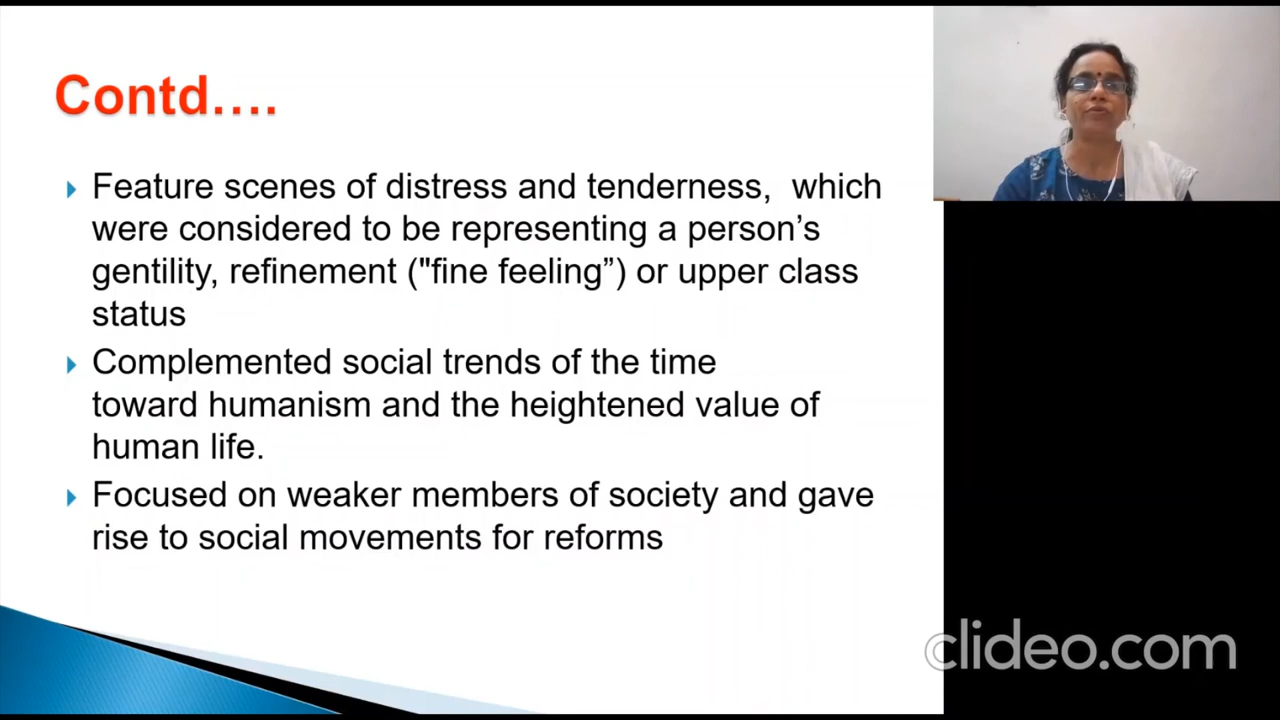 Contd….
Feature scenes of distress and tenderness,  which
were considered to be representing a person’s
gentility, refinement ("fine feeling”) or upper class
status
Complemented social trends of the time
toward humanism and the heightened value of
human life.
Focused on weaker members of society and gave
rise to social movements for reforms
clideo.com